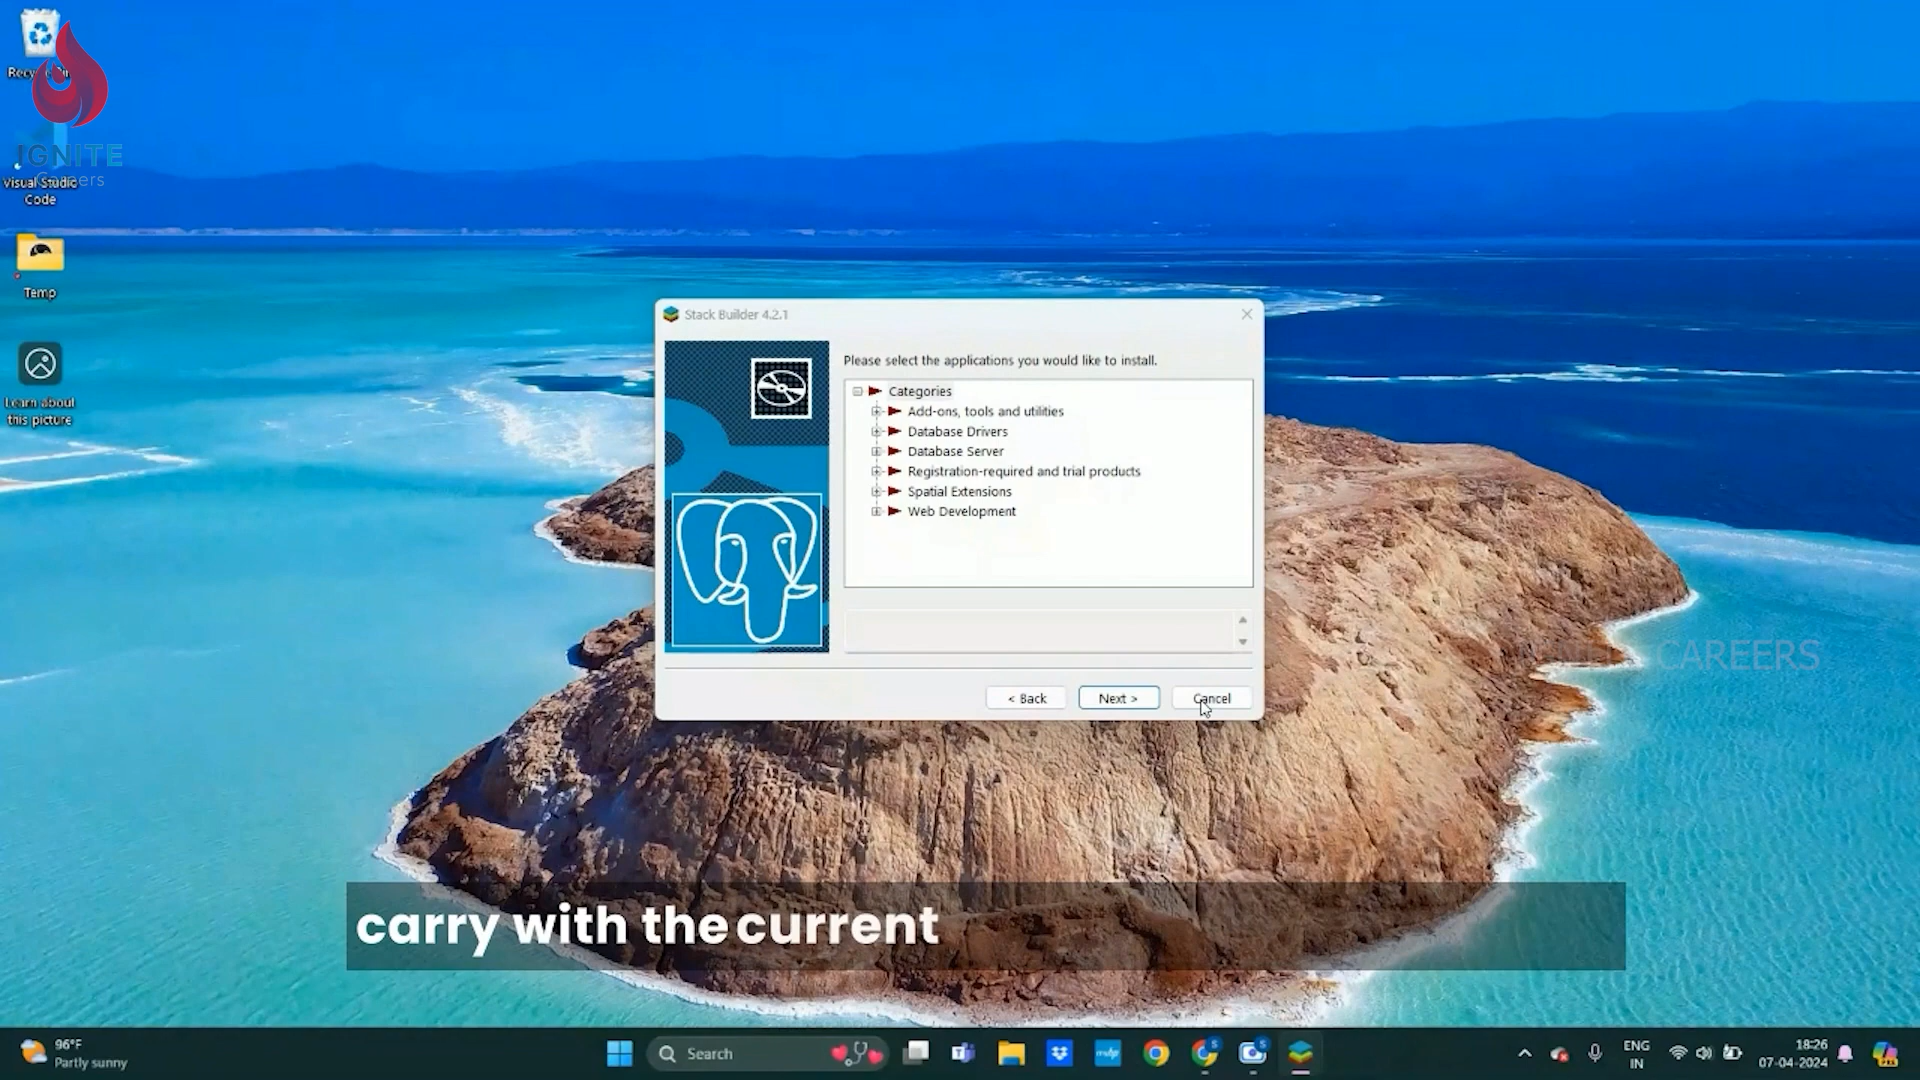 Recycle Bin
IGNITE
Careers
Visual Studio
Code
Temp
Learn about
this picture
Stack Builder 4.2.1
Please select the applications you would like to install.
Categories
Add-ons, tools and utilities
Database Drivers
Database Server
Registration-required and trial products
Spatial Extensions
Web Development
< Back
Next >
Cancel
CAREERS
carry with the current
96°F
Partly sunny
Search
ENG
IN
18:26
07-04-2024